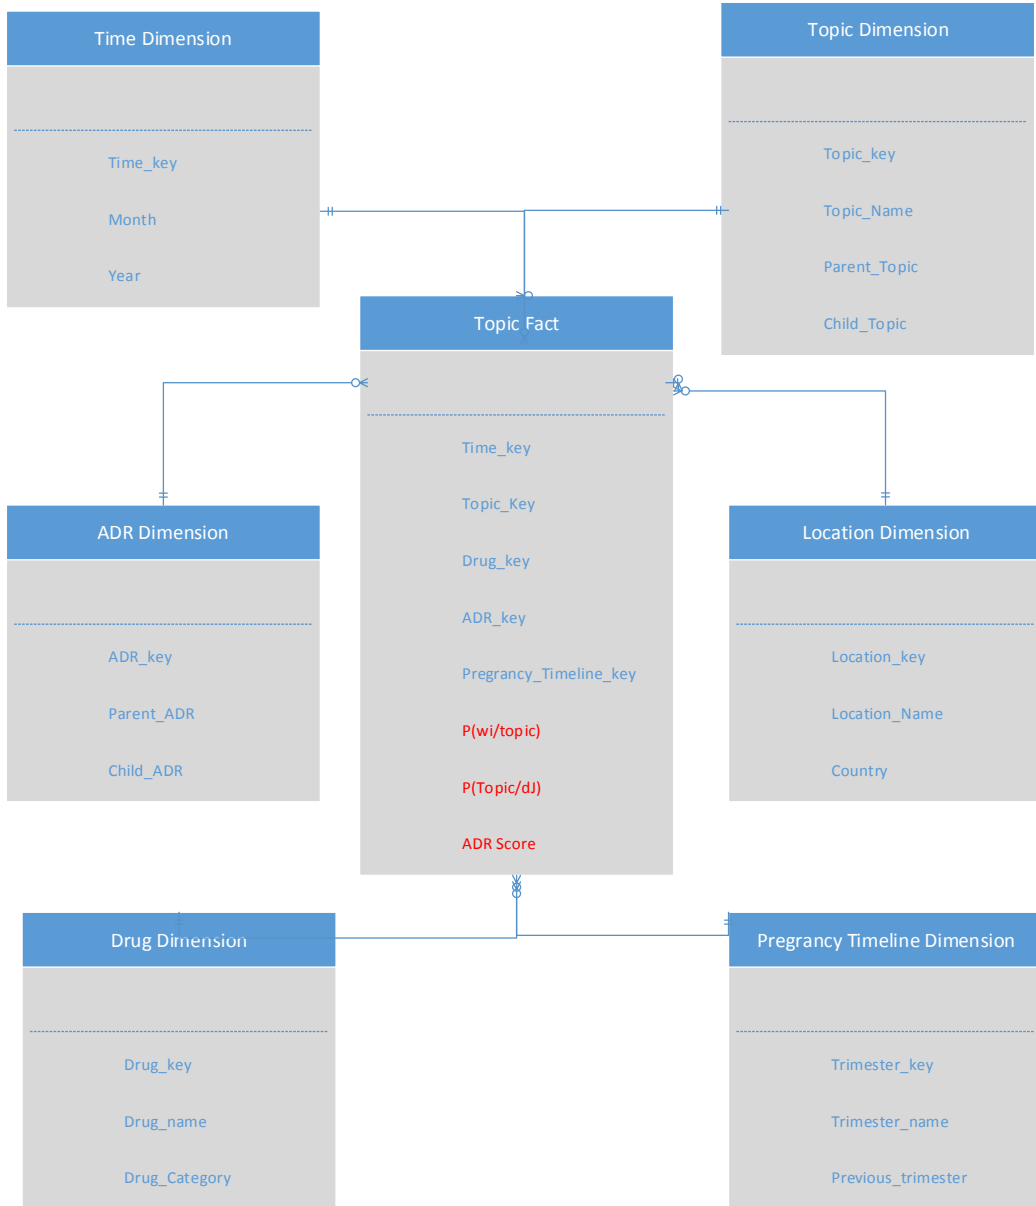 Time Dimension
Time_key
Month
Year
Topic Dimension
Topic_key
Topic_Name
Parent_Topic
Child_Topic
Topic Fact
Time_key
Topic_Key
Drug_key
ADR_key
Pregrancy_Timeline_key
P(wi/topic)
P(Topic/dJ)
ADR Score
ADR Dimension
ADR_key
Parent_ADR
Child_ADR
Location Dimension
Location_key
Location_Name
Country
Drug Dimension
Drug_key
Drug_name
Drug_Category
Pregrancy Timeline Dimension
Trimester_key
Trimester_name
Previous_trimester